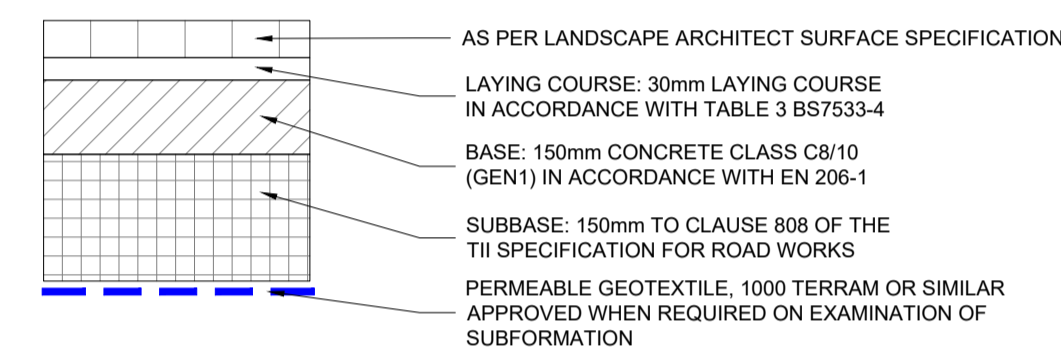 AS PER LANDSCAPE ARCHITECT SURFACE SPECIFICATION
LAYING COURSE: 30mm LAYING COURSE
IN ACCORDANCE WITH TABLE 3 BS7533-4
BASE: 150mm CONCRETE CLASS C8/10
(GEN1) IN ACCORDANCE WITH EN 206-1
SUBBASE: 150mm TO CLAUSE 808 OF THE
TII SPECIFICATION FOR ROAD WORKS
PERMEABLE GEOTEXTILE, 1000 TERRAM OR SIMILAR
APPROVED WHEN REQUIRED ON EXAMINATION OF
SUBFORMATION